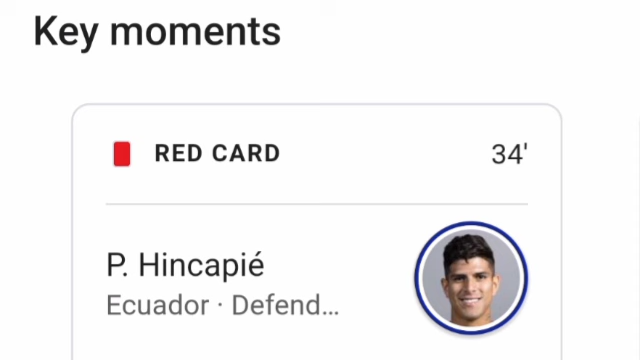 Key moments
RED CARD 34'
P. Hincapié
Ecuador · Defend...